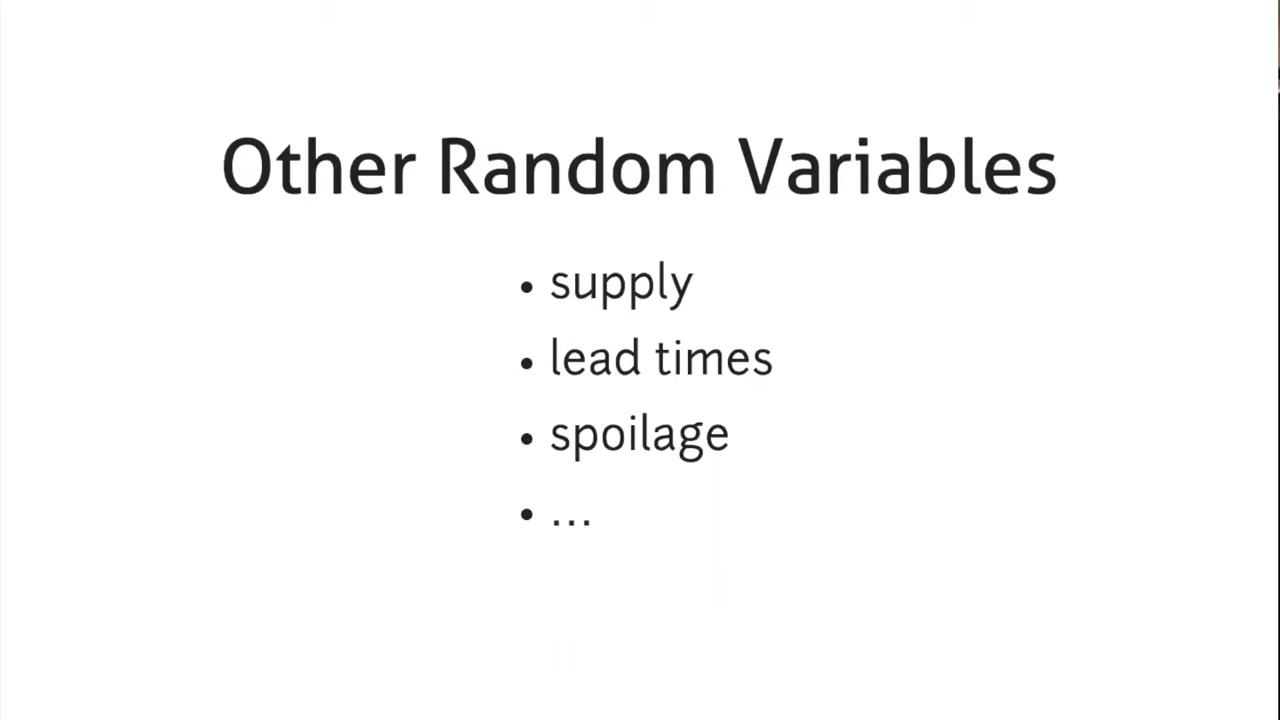 Other Random Variables
• supply
• lead times
• spoilage
• ...